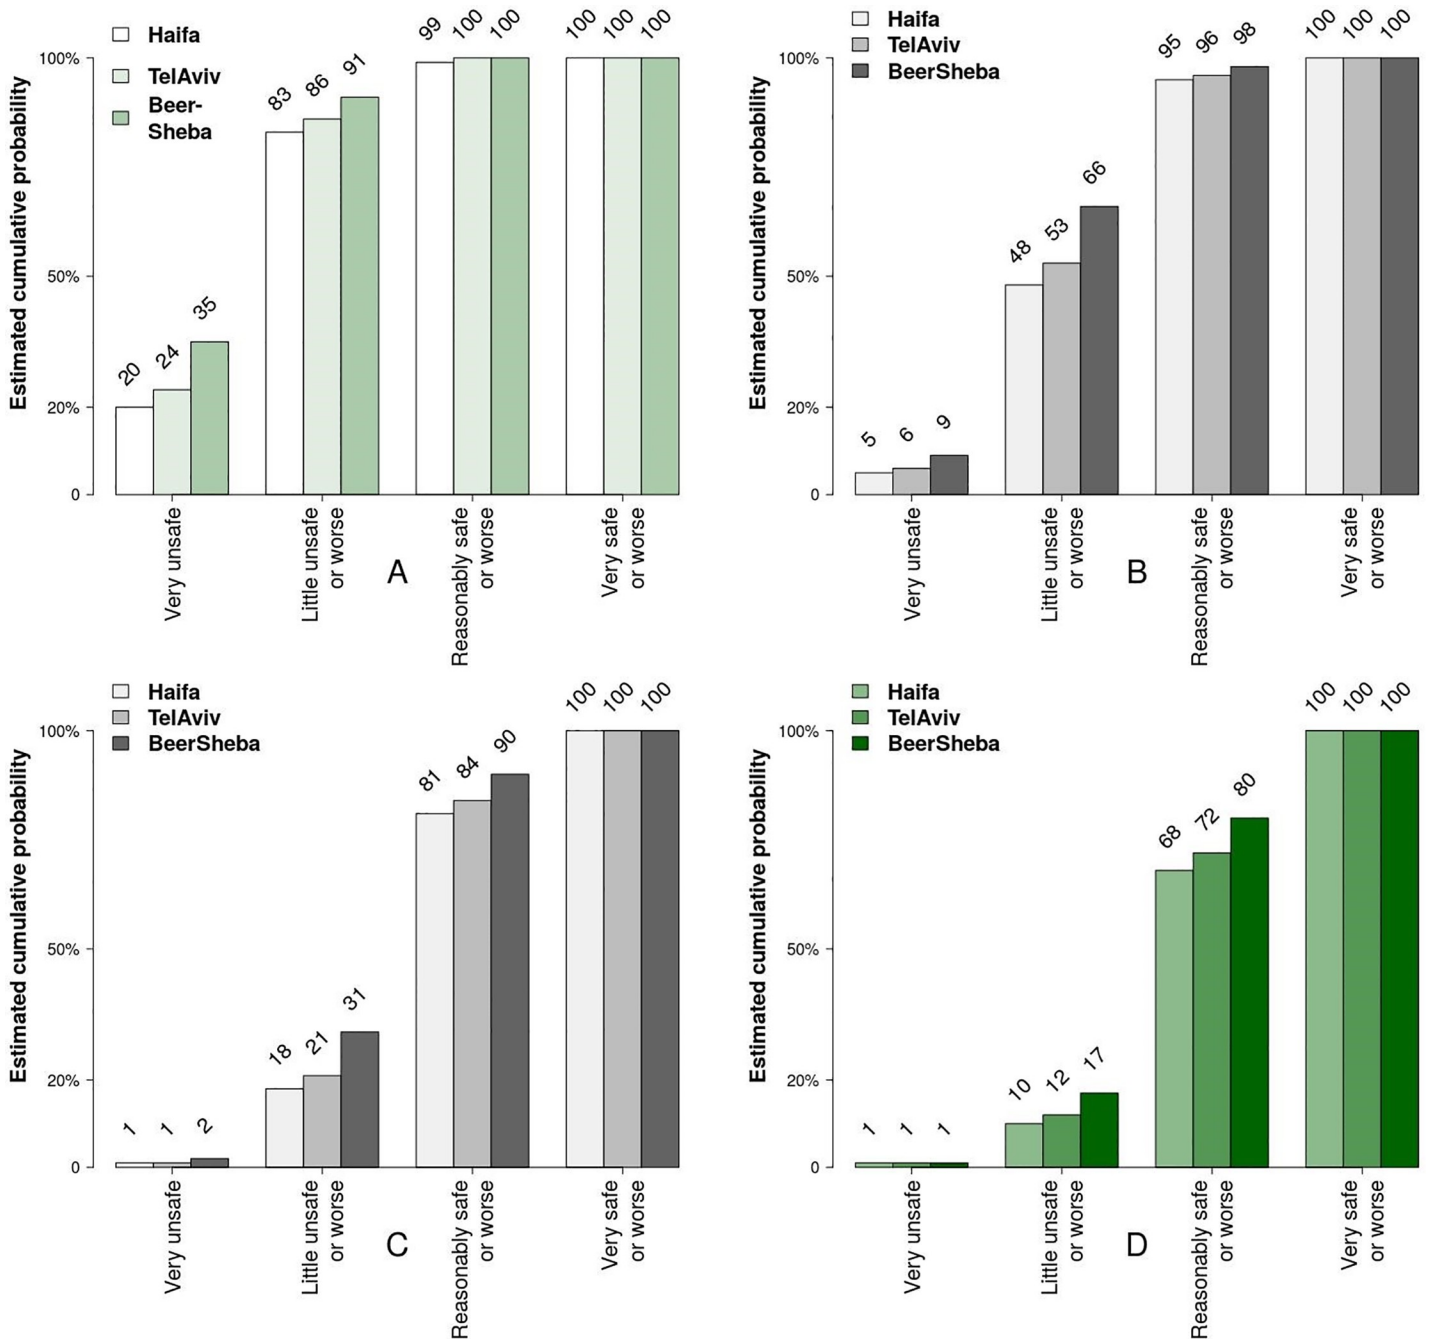 Haifa
TelAviv
Beer-
Sheba
Estimated cumulative probability
100%
50%
20%
0
20
24
35
83
86
91
99
100
100
100
100
100
Very unsafe
Little unsafe
or worse
Reasonably safe
or worse
Very safe
or worse
A
Haifa
TelAviv
BeerSheba
Estimated cumulative probability
100%
50%
20%
0
5
6
9
48
53
66
95
96
98
100
100
100
Very unsafe
Little unsafe
or worse
Reasonably safe
or worse
Very safe
or worse
B
Haifa
TelAviv
BeerSheba
Estimated cumulative probability
100%
50%
20%
0
1
1
2
18
21
31
81
84
90
100
100
100
Very unsafe
Little unsafe
or worse
Reasonably safe
or worse
Very safe
or worse
C
Haifa
TelAviv
BeerSheba
Estimated cumulative probability
100%
50%
20%
0
1
1
1
10
12
17
68
72
80
100
100
100
Very unsafe
Little unsafe
or worse
Reasonably safe
or worse
Very safe
or worse
D